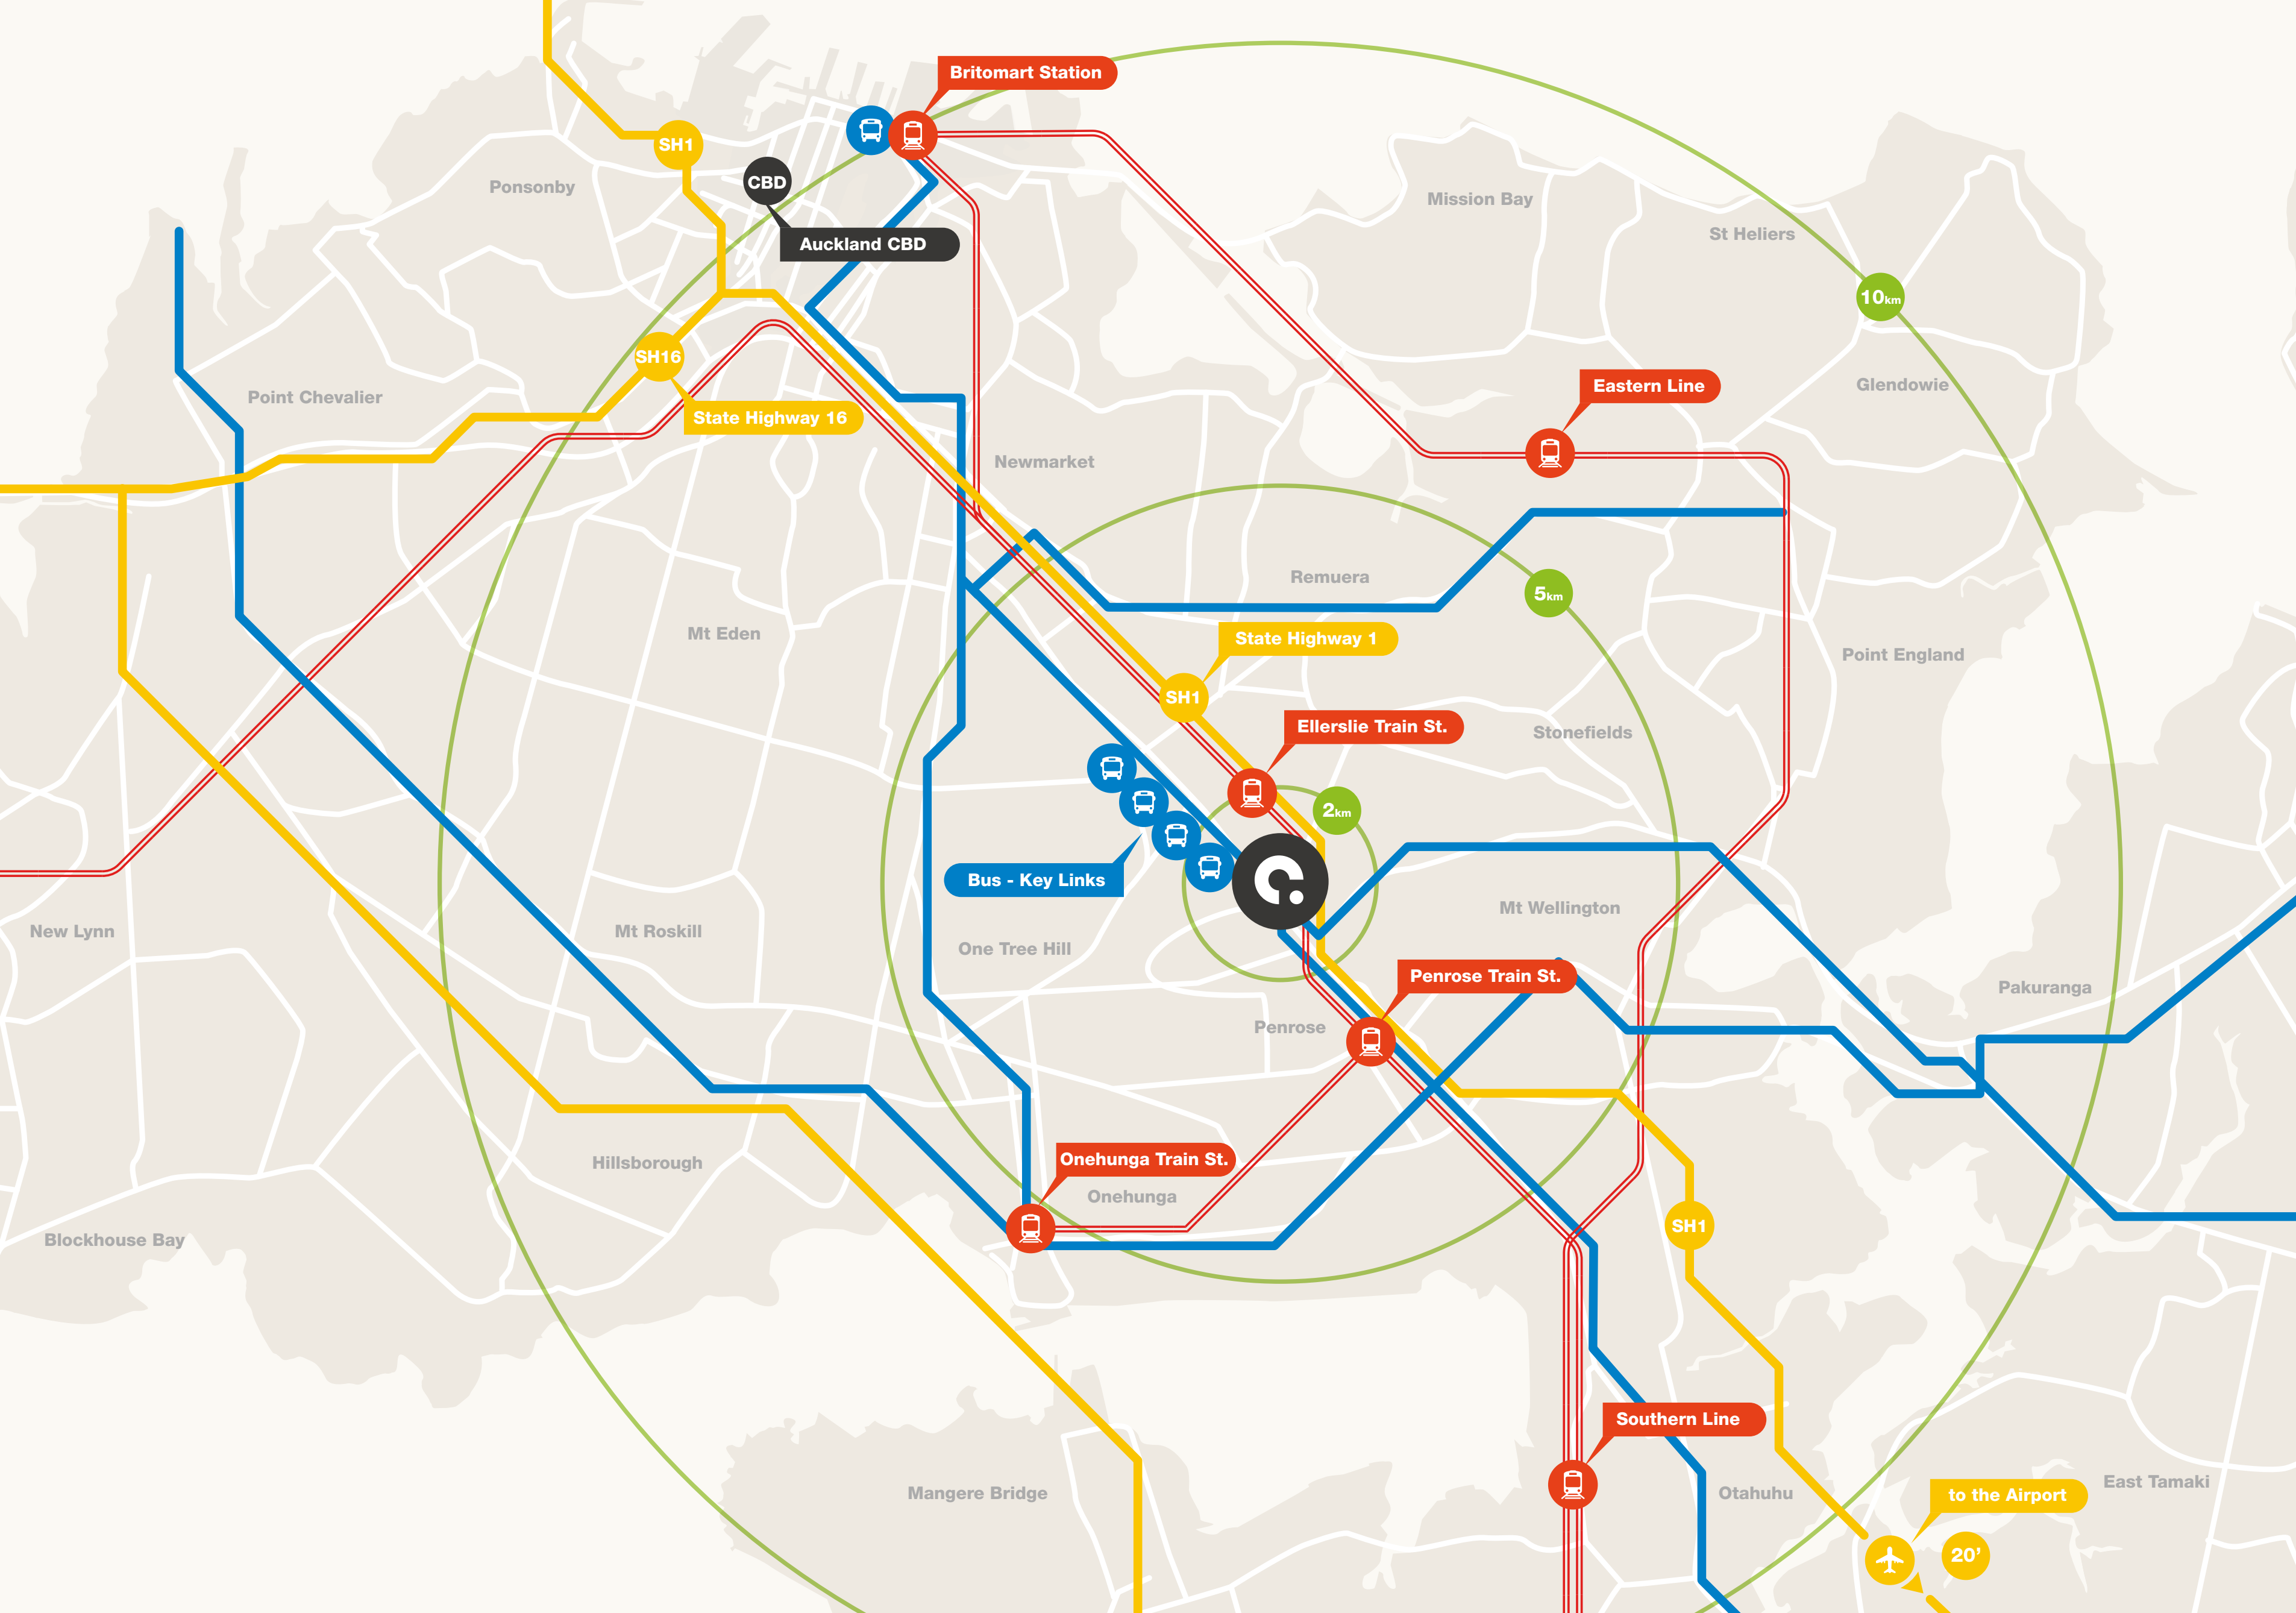 Britomart Station
SH1
CBD
Ponsonby
Mission Bay
St Heliers
Auckland CBD
10km
SH16
Eastern Line
Glendowie
Point Chevalier
State Highway 16
Newmarket
Remuera
5km
Mt Eden
State Highway 1
Point England
SH1
Ellerslie Train St.
Stonefields
2km
Bus - Key Links
Mt Wellington
New Lynn
Mt Roskill
One Tree Hill
Penrose Train St.
Pakuranga
Penrose
Onehunga Train St.
Hillsborough
Onehunga
SH1
Blockhouse Bay
Southern Line
Mangere Bridge
Otahuhu
East Tamaki
to the Airport
20’